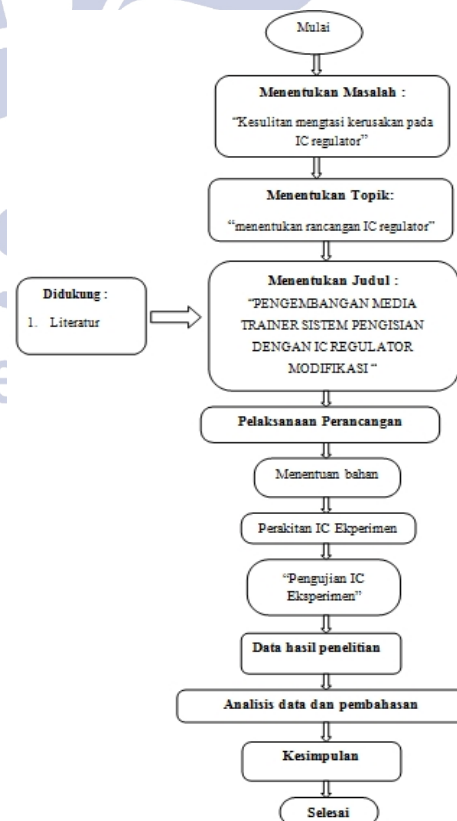 Mulai
Menentukan Masalah :
“Kesulitan mengtasi kerusakan pada
IC regulator”
Menentukan Topik:
“menentukan rancangan IC regulator”
Didukung :
1. Literatur
Menentukan Judul :
“PENGEMBANGAN MEDIA
TRAINER SISTEM PENGISIAN
DENGAN IC REGULATOR
MODIFIKASI “
Pelaksanaan Perancangan
Menentuan bahan
Perakitan IC Ekperimen
“Pengujian IC
Eksperimen”
Data hasil penelitian
Analisis data dan pembahasan
Kesimpulan
Selesai